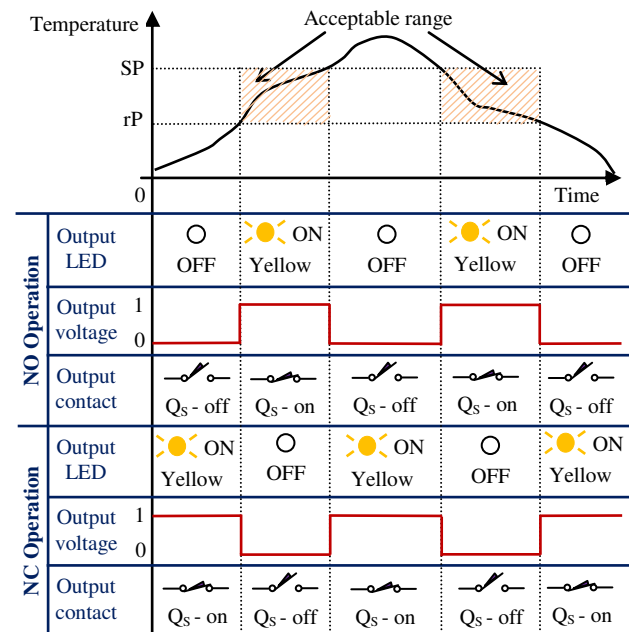 Temperature
Acceptable range
SP
rP
0
Time
NO Operation
Output LED
OFF
ON
Yellow
OFF
ON
Yellow
OFF
Output voltage
1
0
Output contact
Qs - off
Qs - on
Qs - off
Qs - on
Qs - off
NC Operation
Output LED
ON
Yellow
OFF
ON
Yellow
OFF
ON
Yellow
Output voltage
1
0
Output contact
Qs - on
Qs - off
Qs - on
Qs - off
Qs - on